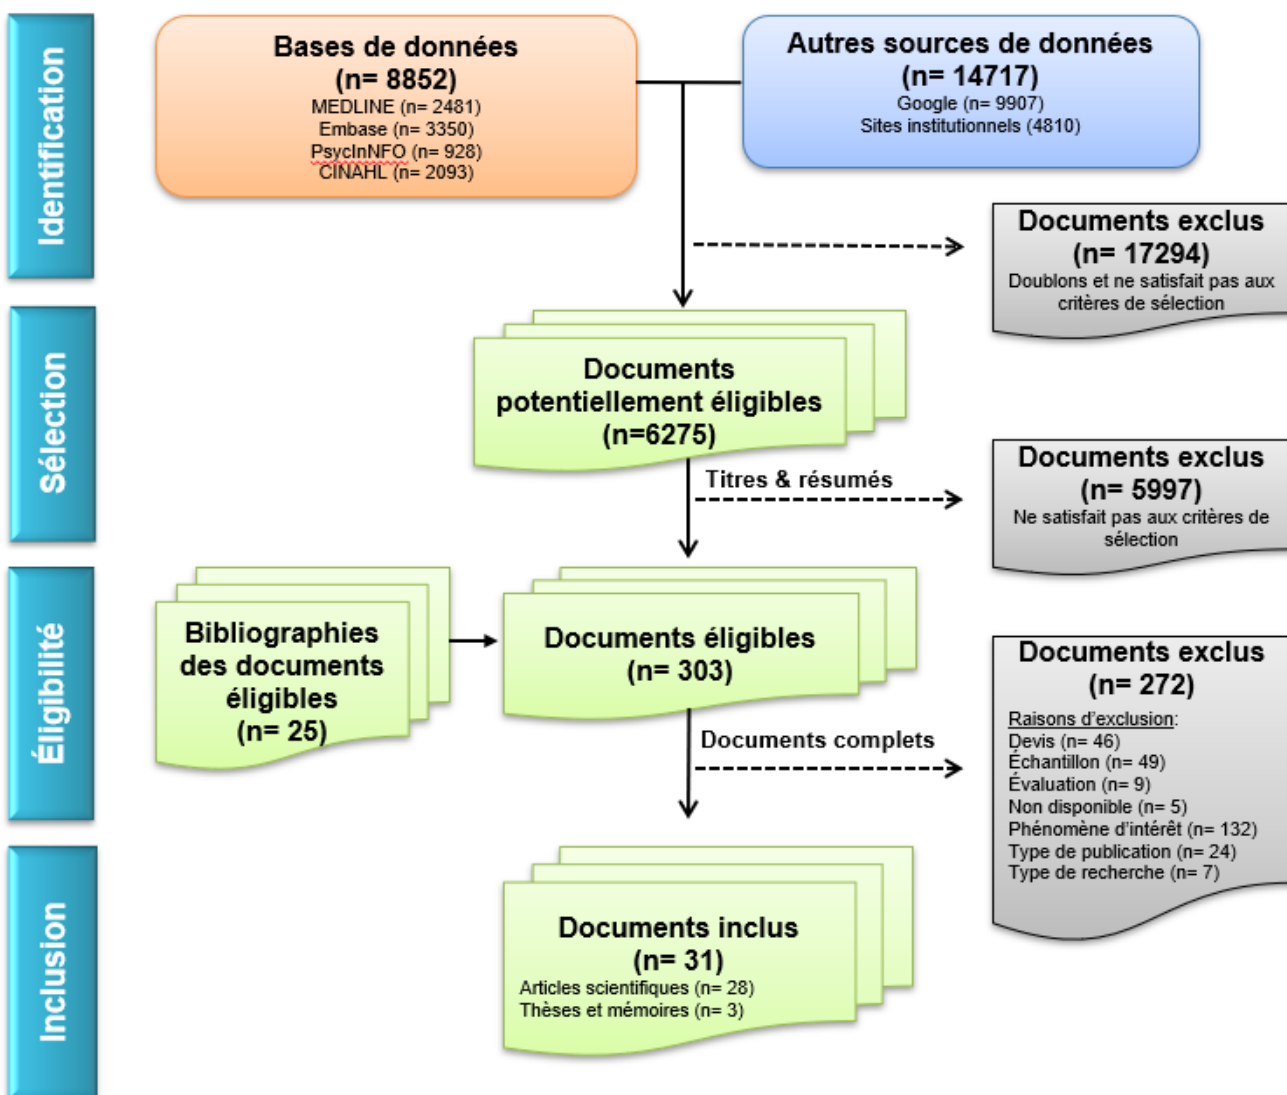 Identification
Bases de données
(n= 8852)
MEDLINE (n= 2481)
Embase (n= 3350)
PsycInNFO (n= 928)
CINAHL (n= 2093)
Autres sources de données
(n= 14717)
Google (n= 9907)
Sites institutionnels (4810)
Documents exclus
(n= 17294)
Doublons et ne satisfait pas aux
critères de sélection
Sélection
Documents
potentiellement éligibles
(n=6275)
Titres & résumés
Documents exclus
(n= 5997)
Ne satisfait pas aux critères de
sélection
Éligibilité
Bibliographies
des documents
éligibles
(n= 25)
Documents éligibles
(n= 303)
Documents complets
Documents exclus
(n= 272)
Raisons d'exclusion:
Devis (n= 46)
Échantillon (n= 49)
Évaluation (n= 9)
Non disponible (n= 5)
Phénomène d'intérêt (n= 132)
Type de publication (n= 24)
Type de recherche (n= 7)
Inclusion
Documents inclus
(n= 31)
Articles scientifiques (n= 28)
Thèses et mémoires (n= 3)